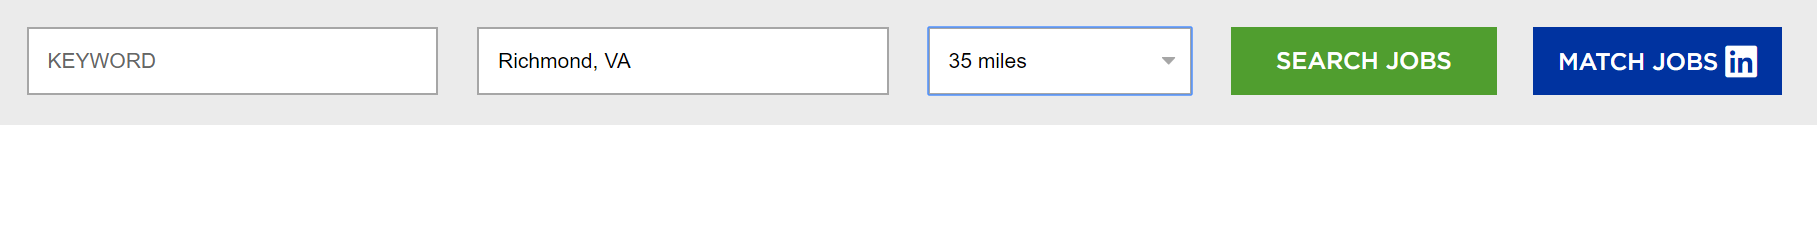 KEYWORD
Richmond, VA
35 miles
SEARCH JOBS
MATCH JOBS in